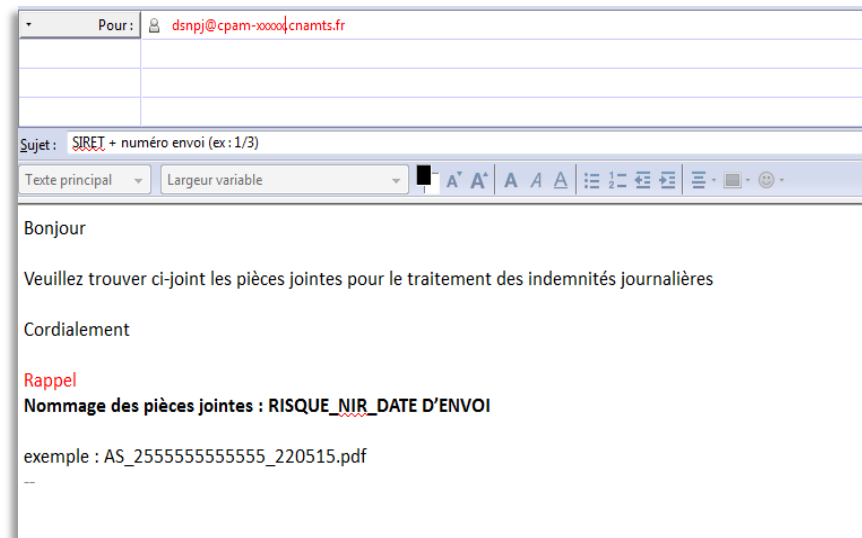 Pour : dsnpj@cpam-xxxxx.cnamts.fr
Sujet : SIRET + numéro envoi (ex : 1/3)
Texte principal Largeur variable
Bonjour
Veuillez trouver ci-joint les pièces jointes pour le traitement des indemnités journalières
Cordialement
Rappel
Nommage des pièces jointes : RISQUE_NIR_DATE D’ENVOI
exemple : AS_2555555555555_220515.pdf
--